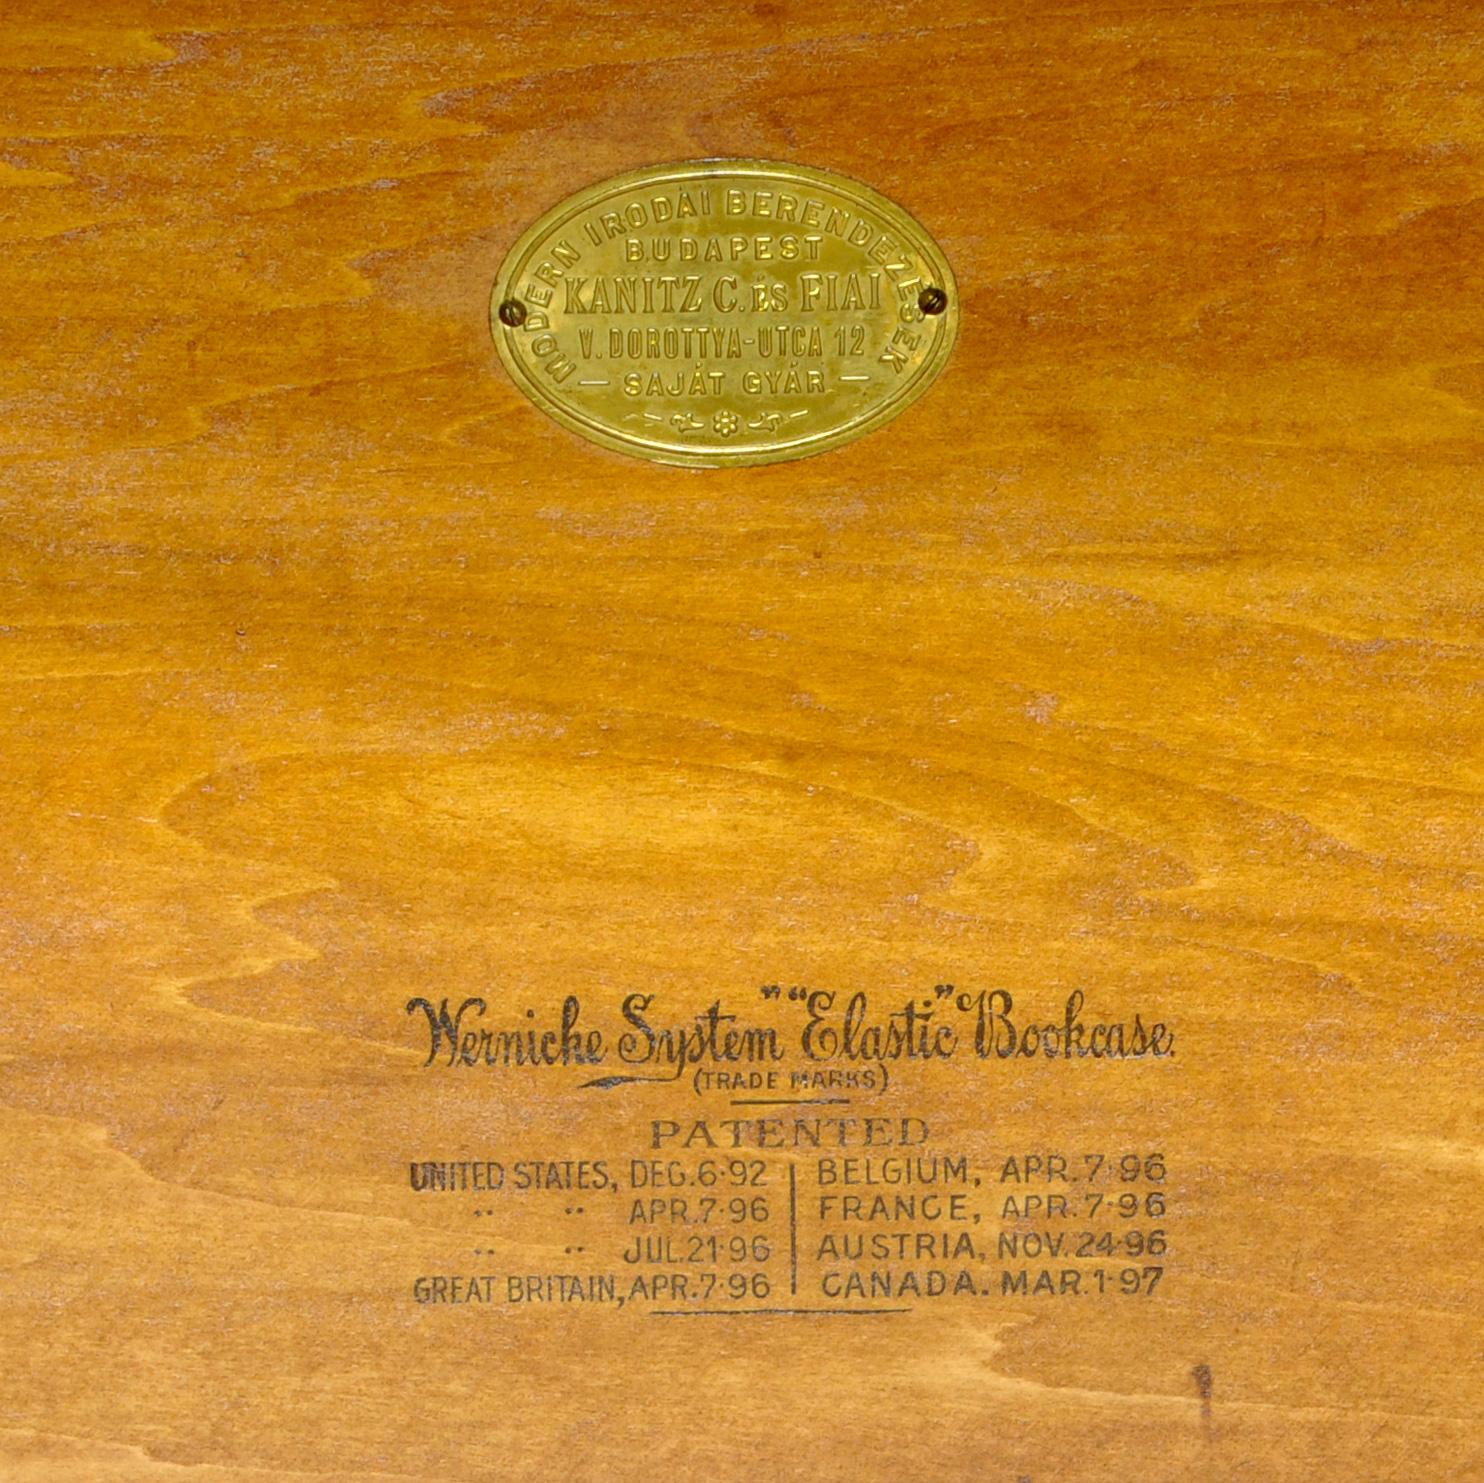 MODERN IRODÁI BERENDEZÉSEK
BUDAPEST
KANITZ C. ÉS FIAI
V. DOROTTYA-UTCA 12
— SAJÁT GYÁR —
Wernicke System" "Elastic" Bookcase.
(TRADE MARKS)
PATENTED
UNITED STATES, DEC. 6·92
" " APR. 7·96
" " JUL. 21·96
GREAT BRITAIN, APR. 7·96
BELGIUM, APR. 7·96
FRANCE, APR. 7·96
AUSTRIA, NOV. 24·96
CANADA. MAR. 1·97